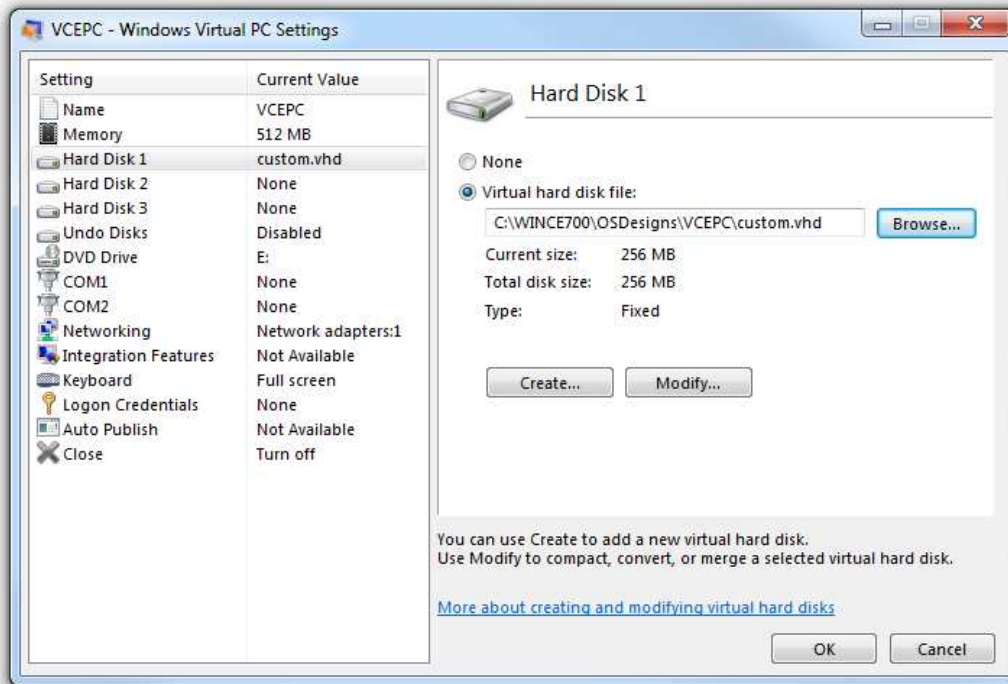 VCEPC - Windows Virtual PC Settings
Setting Current Value
Name VCEPC
Memory 512 MB
Hard Disk 1 custom.vhd
Hard Disk 2 None
Hard Disk 3 None
Undo Disks Disabled
DVD Drive E:
COM1 None
COM2 None
Networking Network adapters:1
Integration Features Not Available
Keyboard Full screen
Logon Credentials None
Auto Publish Not Available
Close Turn off
Hard Disk 1
None
Virtual hard disk file:
C:\WINCE700\OSDesigns\VCEPC\custom.vhd Browse...
Current size: 256 MB
Total disk size: 256 MB
Type: Fixed
Create... Modify...
You can use Create to add a new virtual hard disk.
Use Modify to compact, convert, or merge a selected virtual hard disk.
More about creating and modifying virtual hard disks
OK Cancel